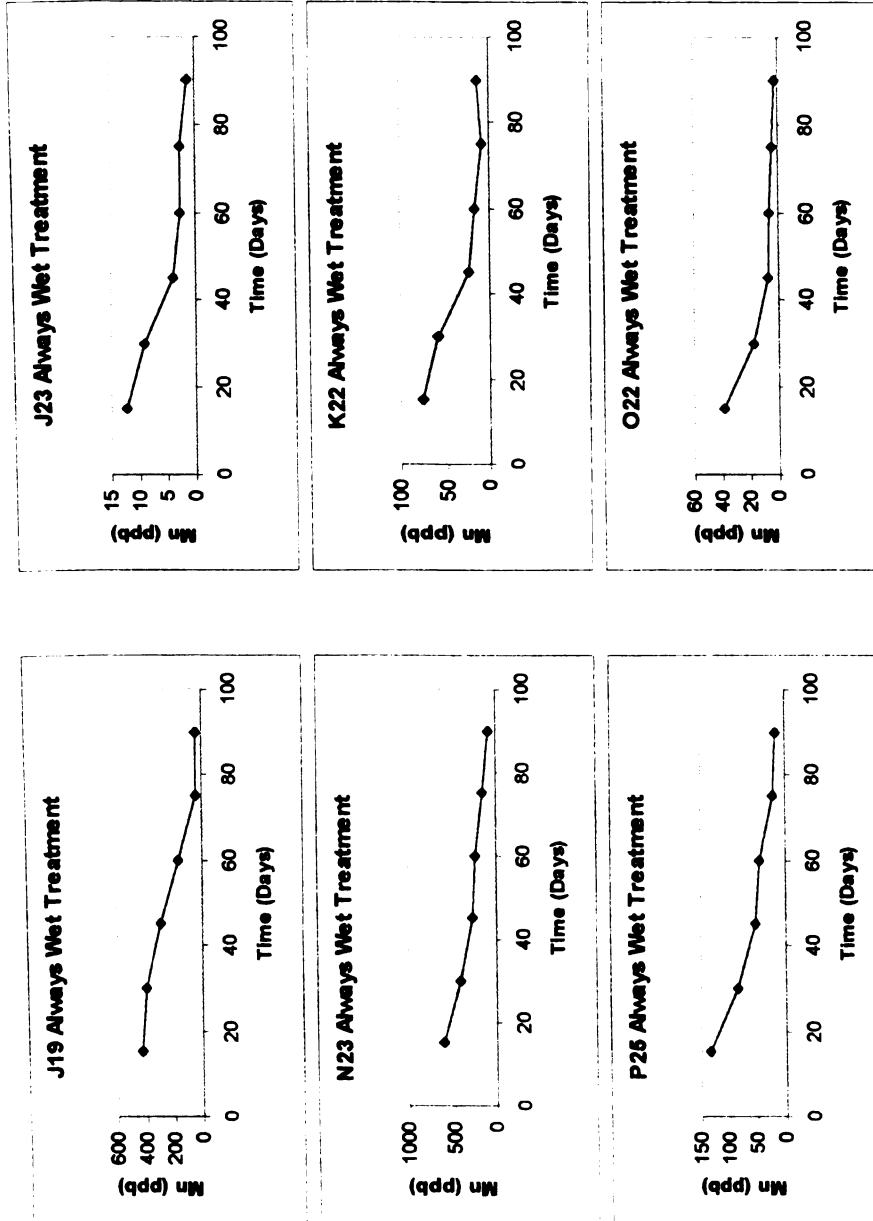 J19 Always Wet Treatment
Mn (ppb)
600
400
200
0
0 20 40 60 80 100
Time (Days)
J23 Always Wet Treatment
Mn (ppb)
15
10
5
0
0 20 40 60 80 100
Time (Days)
N23 Always Wet Treatment
Mn (ppb)
1000
500
0
0 20 40 60 80 100
Time (Days)
K22 Always Wet Treatment
Mn (ppb)
100
50
0
0 20 40 60 80 100
Time (Days)
P25 Always Wet Treatment
Mn (ppb)
150
100
50
0
0 20 40 60 80 100
Time (Days)
O22 Always Wet Treatment
Mn (ppb)
60
40
20
0
0 20 40 60 80 100
Time (Days)